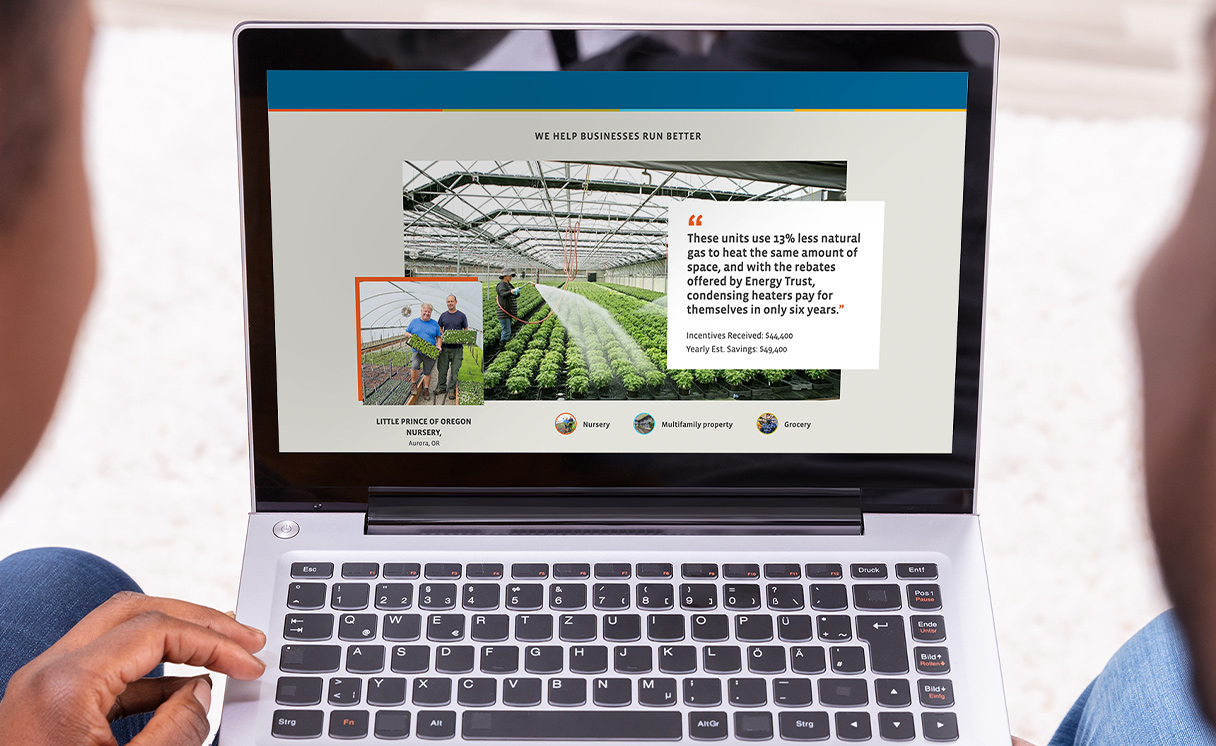 WE HELP BUSINESSES RUN BETTER
“
These units use 13% less natural
gas to heat the same amount of
space, and with the rebates
offered by Energy Trust,
condensing heaters pay for
themselves in only six years.”
Incentives Received: $44,400
Yearly Est. Savings: $49,400
LITTLE PRINCE OF OREGON
NURSERY,
Aurora, OR
Nursery Multifamily property Grocery
Esc F1 F2 F3 F4 F5 F6 F7 F8 F9 F10 F11 F12 Druck Entf
° ^ ! 1 " 2 2 § 3 3 $ 4 % 5 & 6 / 7 { ( 8 [ ) 9 ] = 0 } ? ß \ ` ´ Pos 1 Pause
Q @ W E € R T Z U I O P Ü * + ~ Ende Untbr
A S D F G H J K L Ö Ä ' # Bild Rollen
> < | Y X C V B N M µ ; , : . _ - Bild Einfg
Strg Fn Alt AltGr Strg